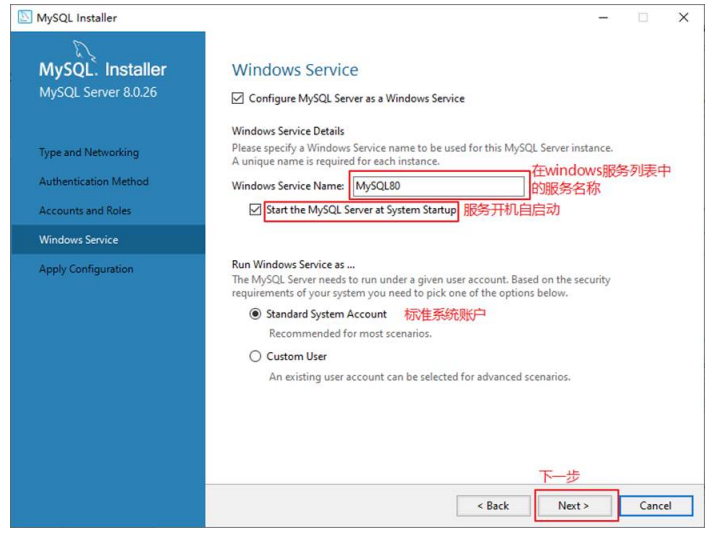 MySQL Installer
MySQL. Installer
MySQL Server 8.0.26
Type and Networking
Authentication Method
Accounts and Roles
Windows Service
Apply Configuration
Windows Service
Configure MySQL Server as a Windows Service
Windows Service Details
Please specify a Windows Service name to be used for this MySQL Server instance.
A unique name is required for each instance.
Windows Service Name: MySQL80
在windows服务列表中
的服务名称
Start the MySQL Server at System Startup 服务开机自启动
Run Windows Service as ...
The MySQL Server needs to run under a given user account. Based on the security
requirements of your system you need to pick one of the options below.
Standard System Account 标准系统账户
Recommended for most scenarios.
Custom User
An existing user account can be selected for advanced scenarios.
下一步
< Back Next > Cancel